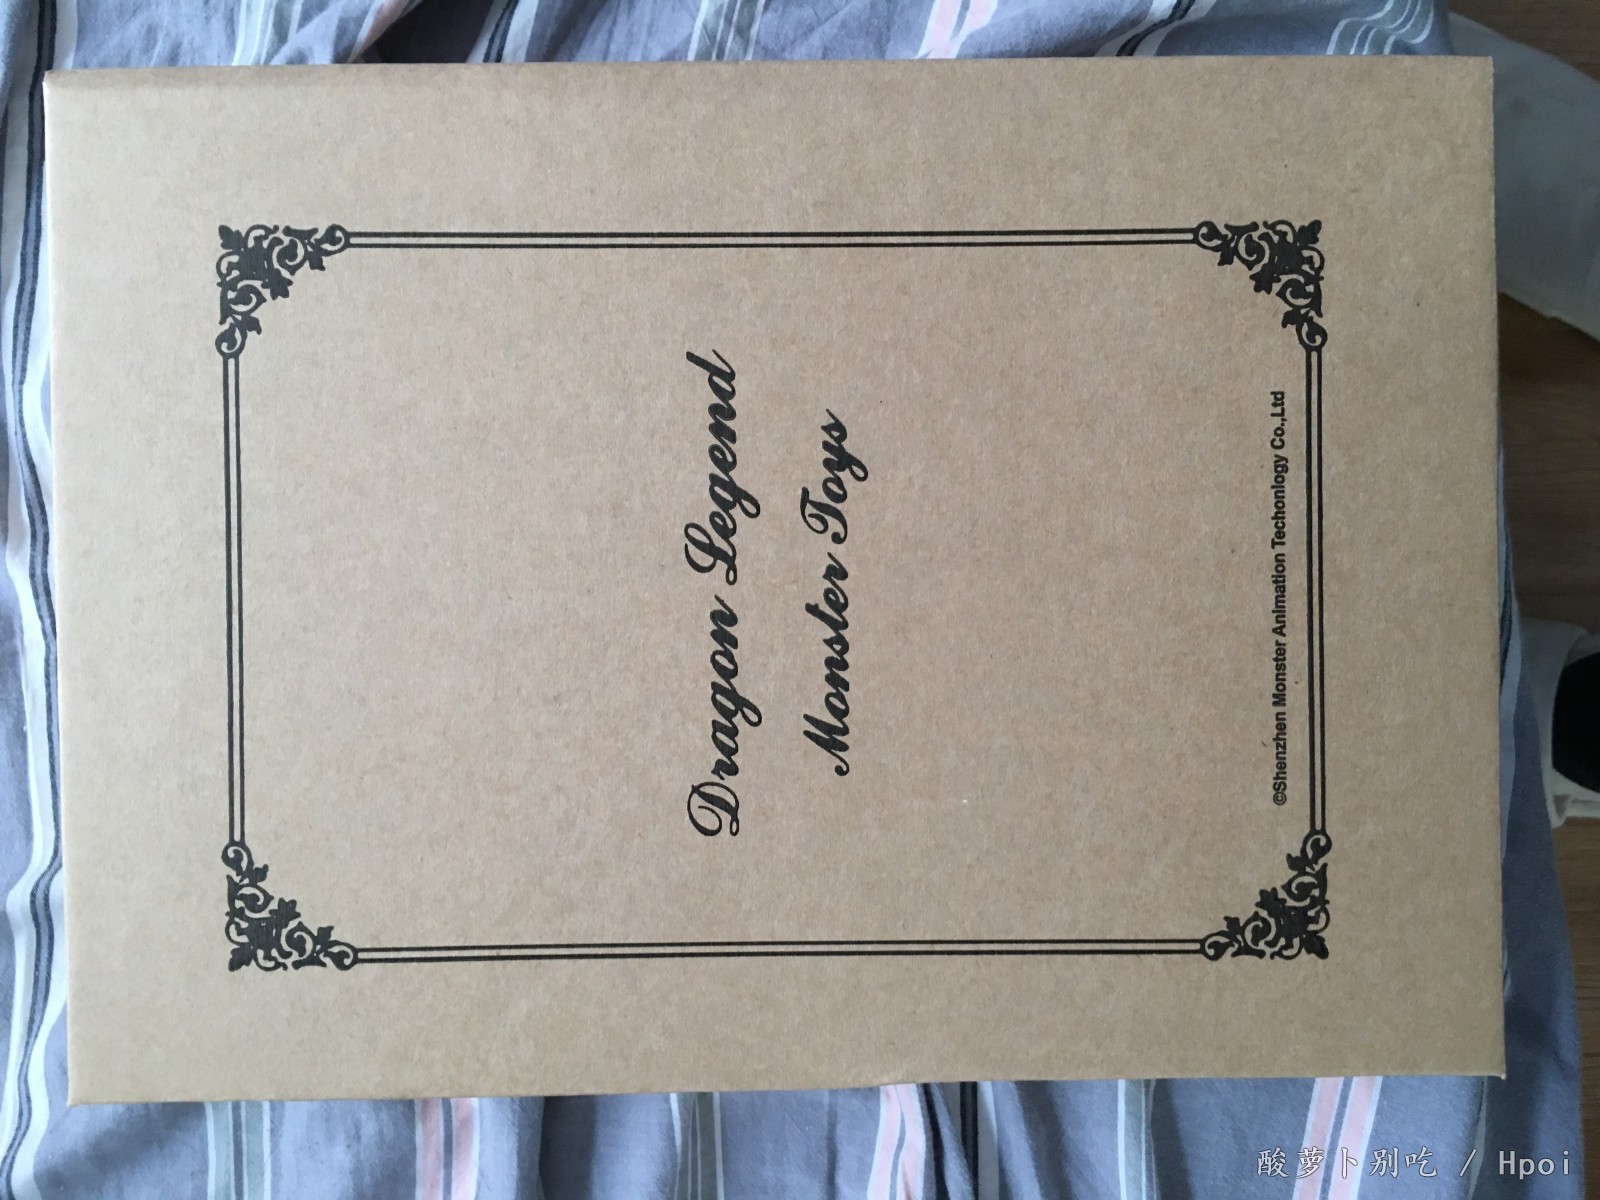 Dragon Legend
Monster Toys
©Shenzhen Monster Animation Techonlogy Co.,Ltd
酸萝卜别吃 / Hpoi